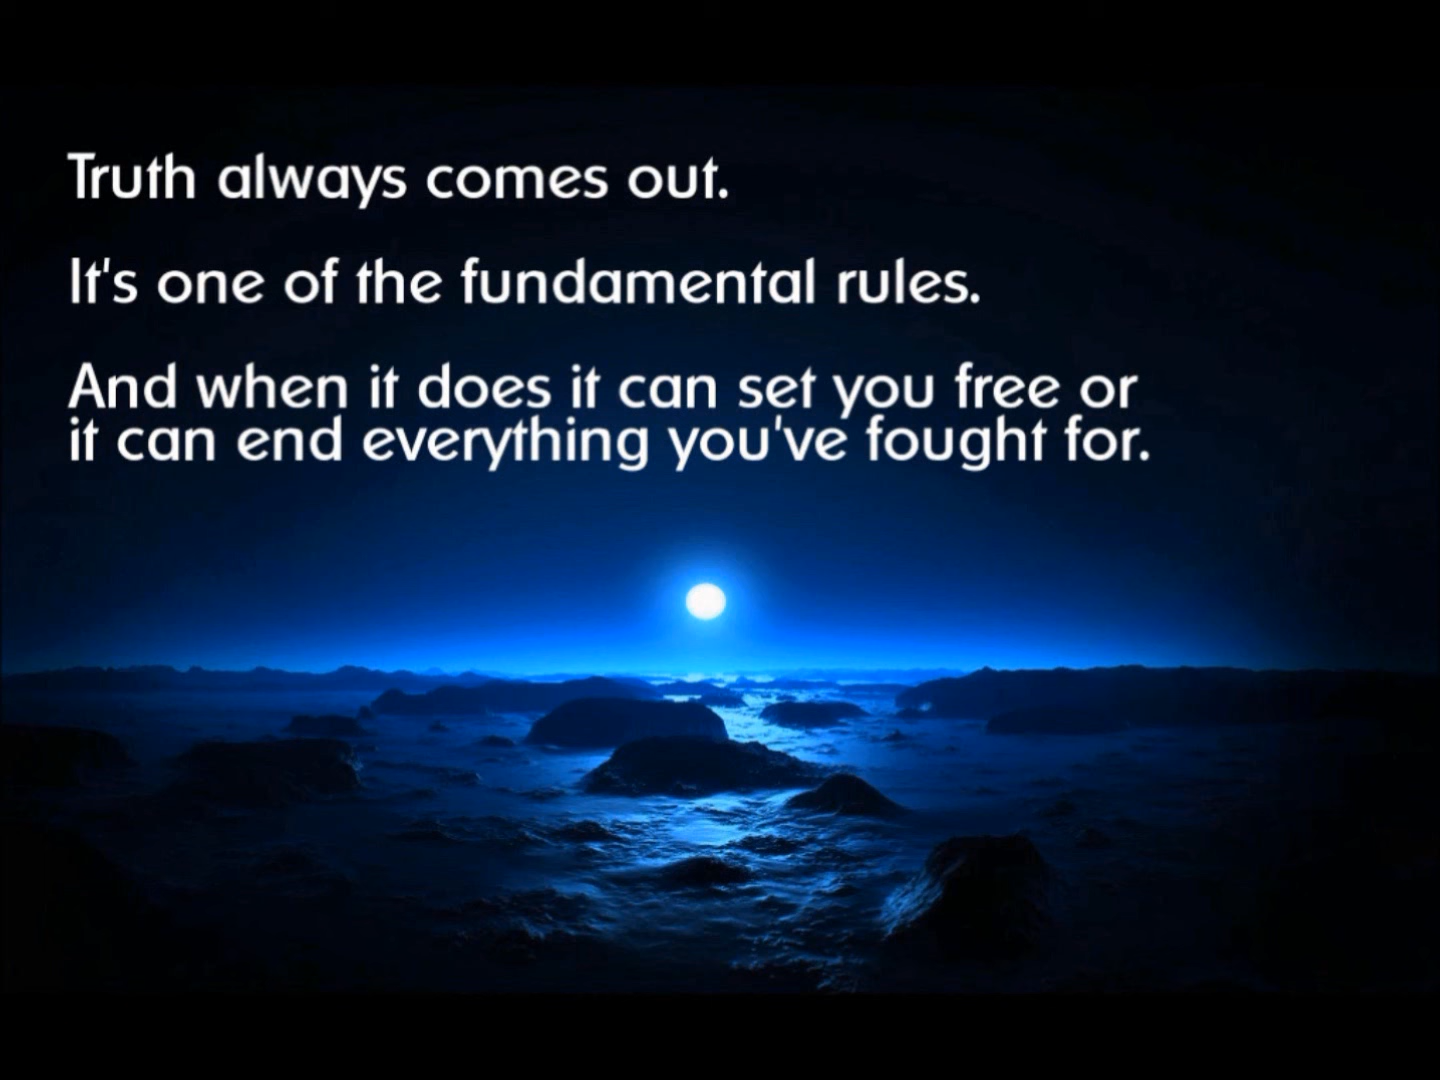 Truth always comes out.
It's one of the fundamental rules.
And when it does it can set you free or
it can end everything you've fought for.